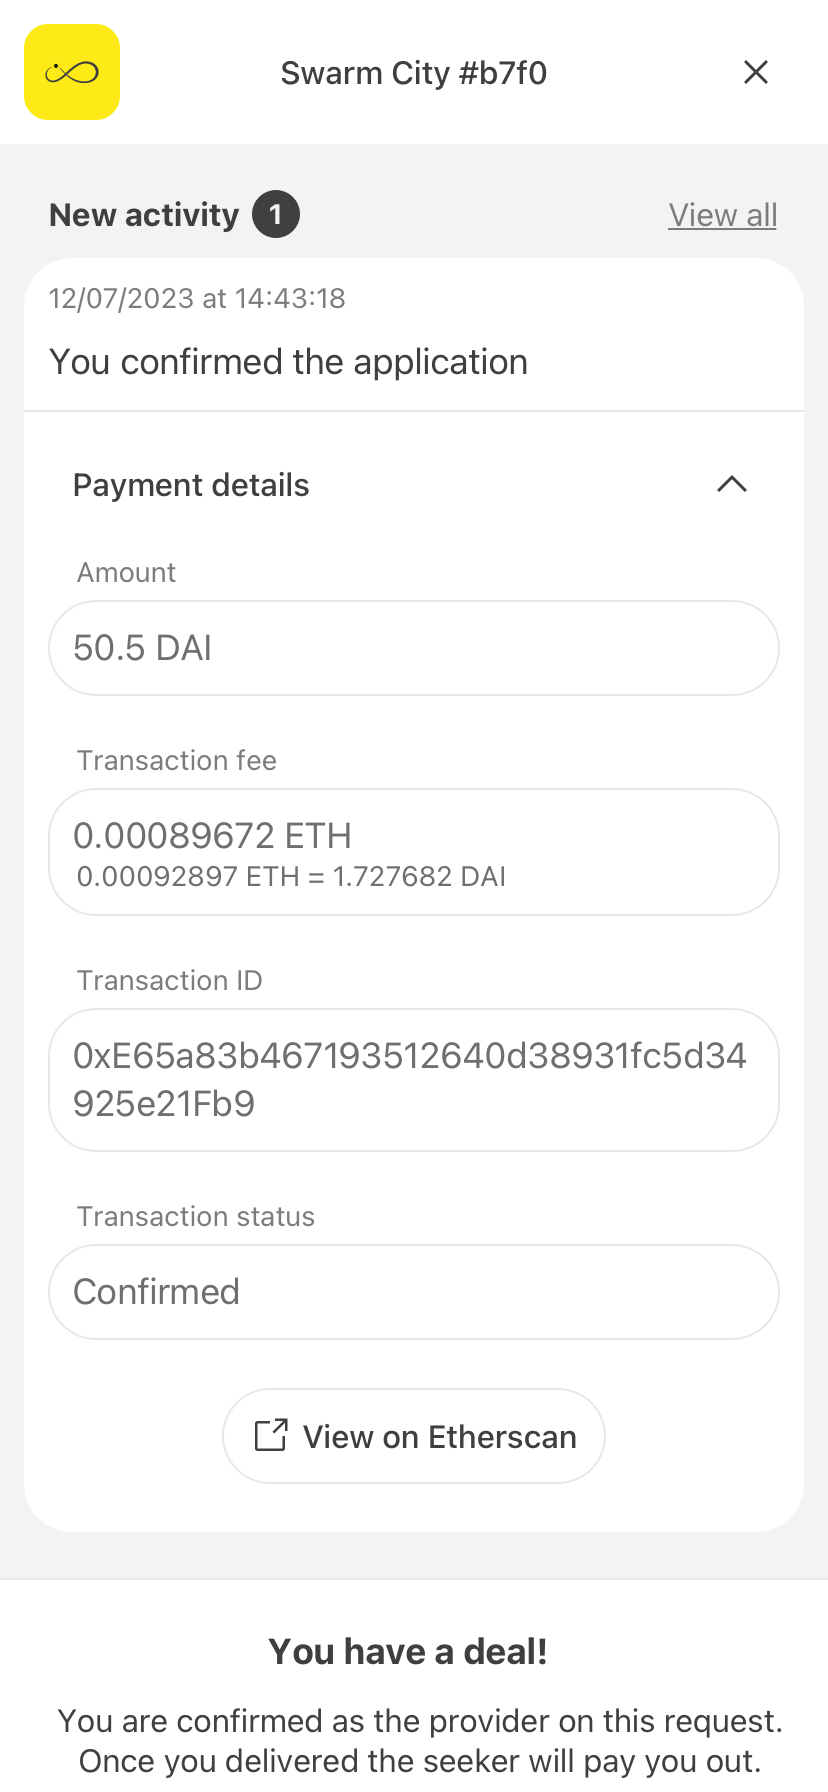 Swarm City #b7f0
New activity 1
View all
12/07/2023 at 14:43:18
You confirmed the application
Payment details
Amount
50.5 DAI
Transaction fee
0.00089672 ETH
0.00092897 ETH = 1.727682 DAI
Transaction ID
0xE65a83b467193512640d38931fc5d34
925e21Fb9
Transaction status
Confirmed
View on Etherscan
You have a deal!
You are confirmed as the provider on this request.
Once you delivered the seeker will pay you out.